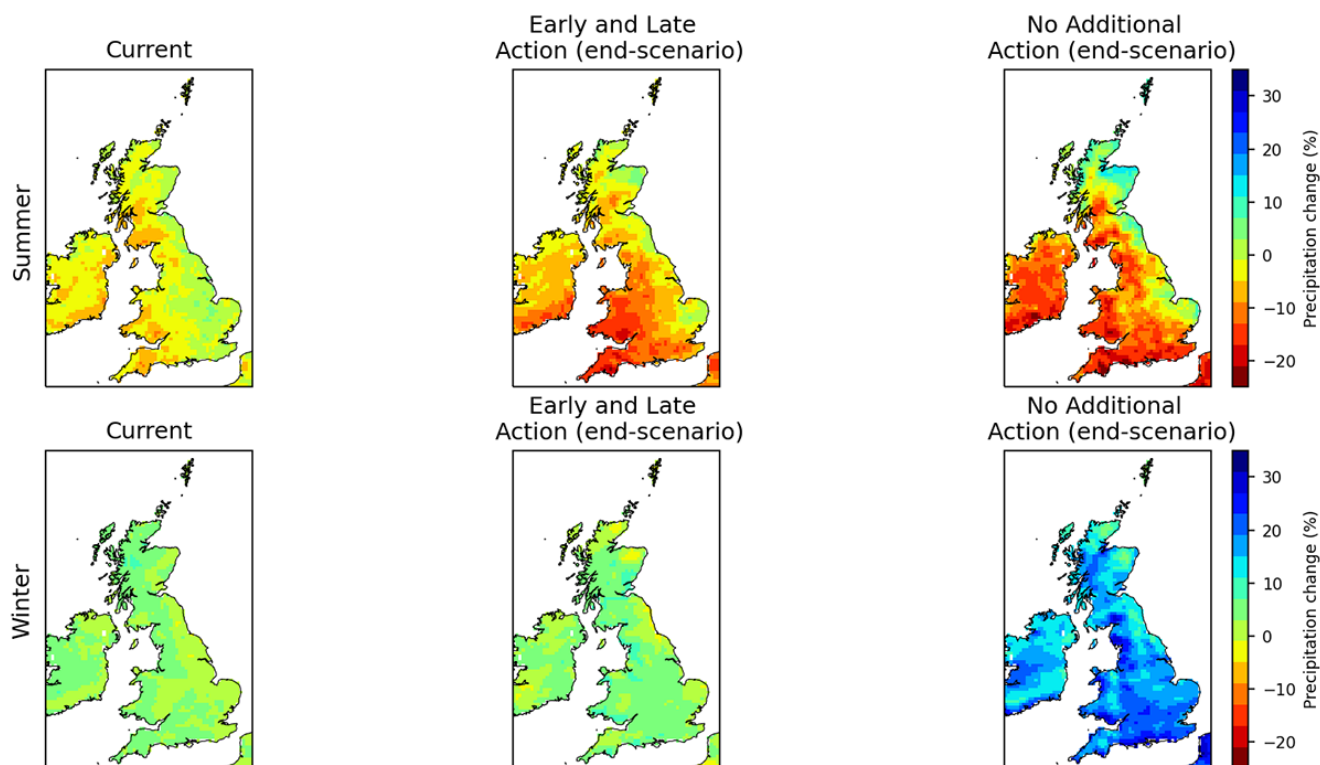 Current
Early and Late
Action (end-scenario)
No Additional
Action (end-scenario)
Summer
30
20
10
0
−10
−20
Precipitation change (%)
Current
Early and Late
Action (end-scenario)
No Additional
Action (end-scenario)
Winter
30
20
10
0
−10
−20
Precipitation change (%)